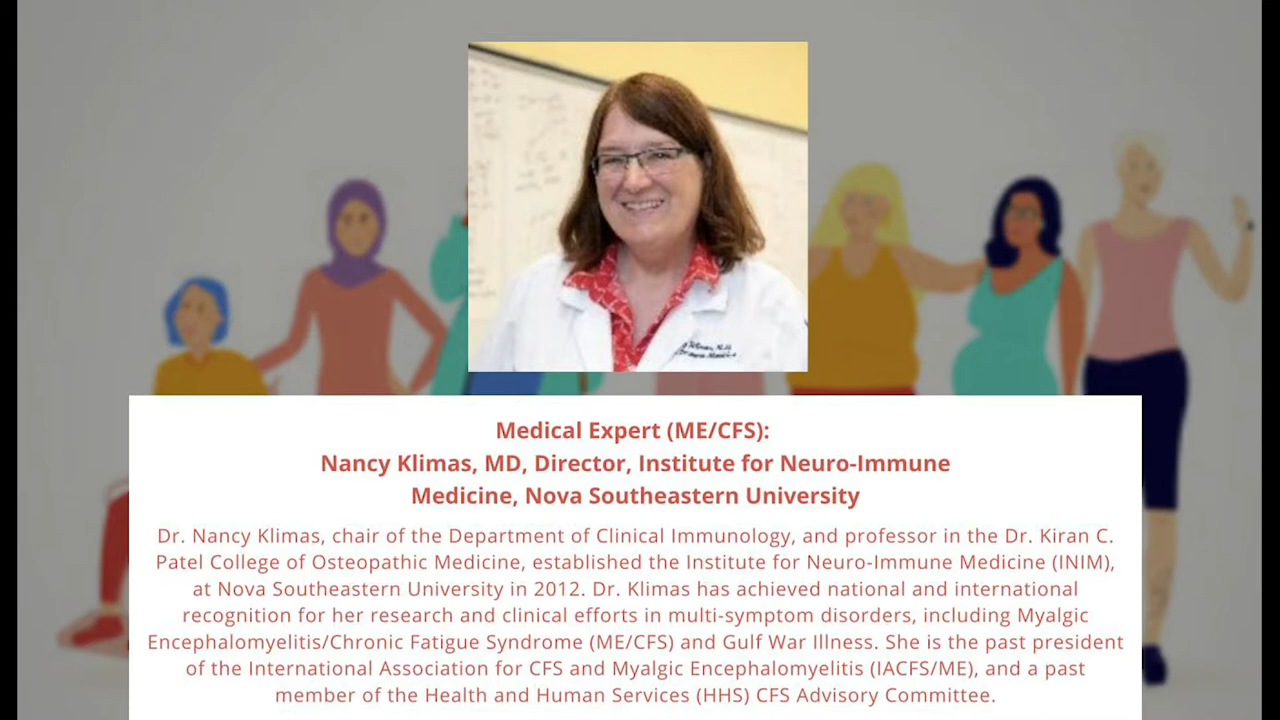 Medical Expert (ME/CFS):
Nancy Klimas, MD, Director, Institute for Neuro-Immune
Medicine, Nova Southeastern University
Dr. Nancy Klimas, chair of the Department of Clinical Immunology, and professor in the Dr. Kiran C.
Patel College of Osteopathic Medicine, established the Institute for Neuro-Immune Medicine (INIM),
at Nova Southeastern University in 2012. Dr. Klimas has achieved national and international
recognition for her research and clinical efforts in multi-symptom disorders, including Myalgic
Encephalomyelitis/Chronic Fatigue Syndrome (ME/CFS) and Gulf War Illness. She is the past president
of the International Association for CFS and Myalgic Encephalomyelitis (IACFS/ME), and a past
member of the Health and Human Services (HHS) CFS Advisory Committee.